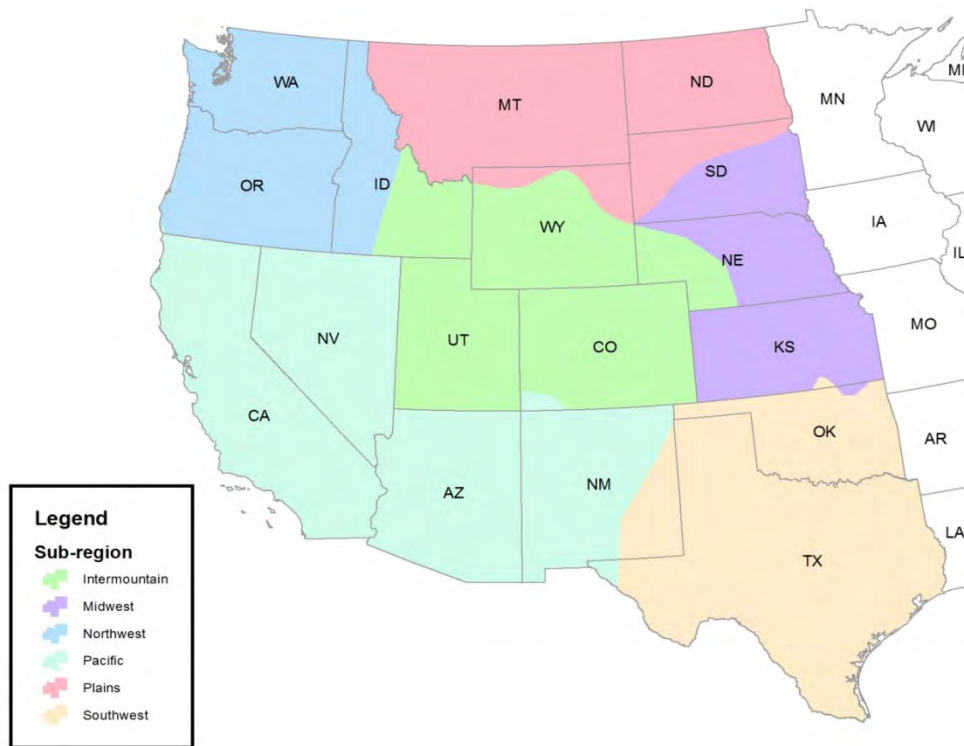 WA
MT
ND
MN
MI
WI
OR
ID
SD
WY
IA
NE
IL
NV
UT
CO
KS
MO
CA
OK
AR
AZ
NM
LA
TX
Legend
Sub-region
Intermountain
Midwest
Northwest
Pacific
Plains
Southwest